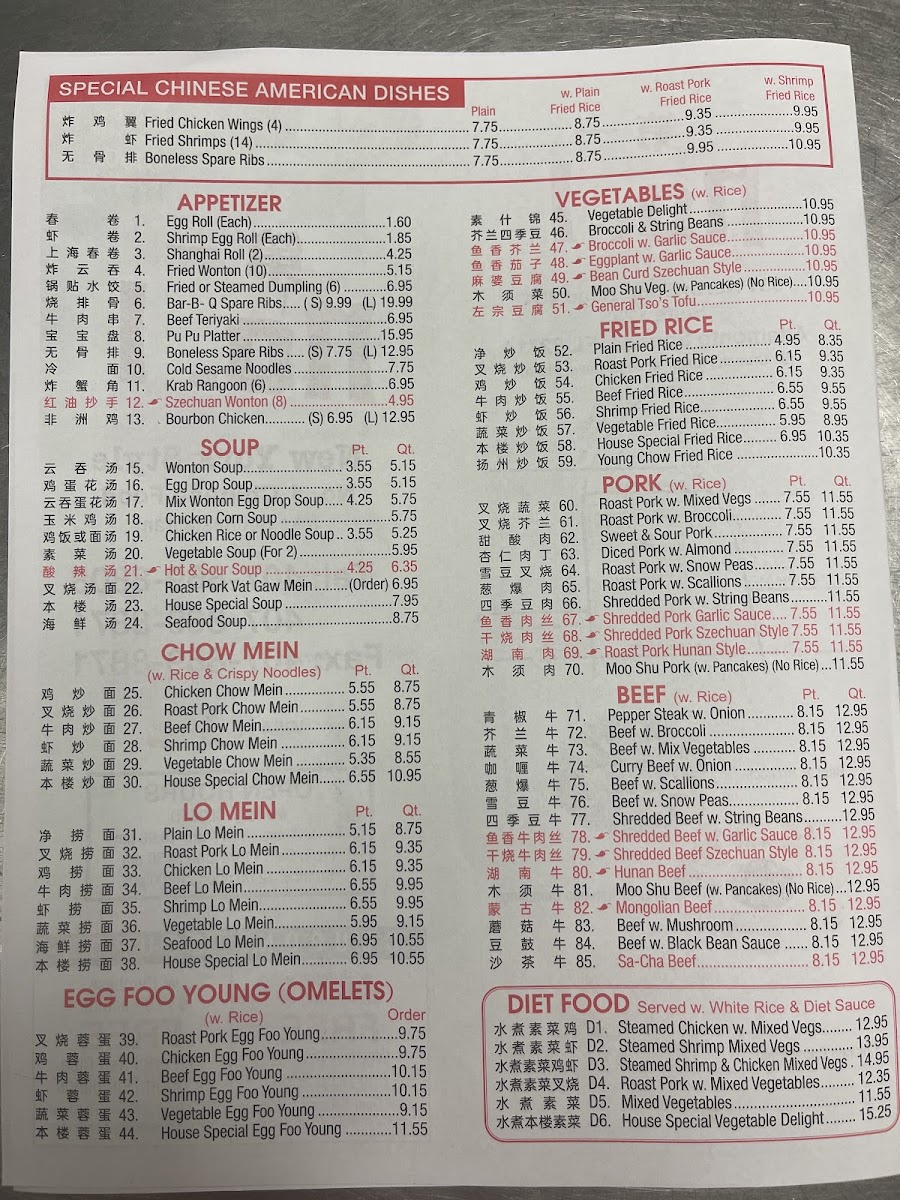 SPECIAL CHINESE AMERICAN DISHES
Plain w. Plain Fried Rice w. Roast Pork Fried Rice w. Shrimp Fried Rice
炸鸡翼 Fried Chicken Wings (4) 7.75 8.75 9.35 9.95
炸虾 Fried Shrimps (14) 7.75 8.75 9.35 9.95
无骨排 Boneless Spare Ribs 7.75 8.75 9.95 10.95
APPETIZER
春卷 1. Egg Roll (Each) 1.60
虾卷 2. Shrimp Egg Roll (Each) 1.85
上海春卷 3. Shanghai Roll (2) 4.25
炸云吞 4. Fried Wonton (10) 5.15
锅贴水饺 5. Fried or Steamed Dumpling (6) 6.95
烧排骨 6. Bar-B- Q Spare Ribs (S) 9.99 (L) 19.99
牛肉串 7. Beef Teriyaki 6.95
宝宝盘 8. Pu Pu Platter 15.95
无骨排 9. Boneless Spare Ribs (S) 7.75 (L) 12.95
冷面 10. Cold Sesame Noodles 7.75
炸蟹角 11. Krab Rangoon (6) 6.95
红油抄手 12. Szechuan Wonton (8) 4.95
非洲鸡 13. Bourbon Chicken (S) 6.95 (L) 12.95
SOUP Pt. Qt.
云吞汤 15. Wonton Soup 3.55 5.15
鸡蛋花汤 16. Egg Drop Soup 3.55 5.15
云吞蛋花汤 17. Mix Wonton Egg Drop Soup 4.25 5.75
玉米鸡汤 18. Chicken Corn Soup 5.75
鸡饭或面汤 19. Chicken Rice or Noodle Soup 3.55 5.25
素菜汤 20. Vegetable Soup (For 2) 5.95
酸辣汤 21. Hot & Sour Soup 4.25 6.35
叉烧汤面 22. Roast Pork Vat Gaw Mein (Order) 6.95
本楼汤 23. House Special Soup 7.95
海鲜汤 24. Seafood Soup 8.75
CHOW MEIN
(w. Rice & Crispy Noodles) Pt. Qt.
鸡炒面 25. Chicken Chow Mein 5.55 8.75
叉烧炒面 26. Roast Pork Chow Mein 5.55 8.75
牛肉炒面 27. Beef Chow Mein 6.15 9.15
虾炒面 28. Shrimp Chow Mein 6.15 9.15
蔬菜炒面 29. Vegetable Chow Mein 5.35 8.55
本楼炒面 30. House Special Chow Mein 6.55 10.95
LO MEIN Pt. Qt.
净捞面 31. Plain Lo Mein 5.15 8.75
叉烧捞面 32. Roast Pork Lo Mein 6.15 9.35
鸡捞面 33. Chicken Lo Mein 6.15 9.35
牛肉捞面 34. Beef Lo Mein 6.55 9.95
虾捞面 35. Shrimp Lo Mein 6.55 9.95
蔬菜捞面 36. Vegetable Lo Mein 5.95 9.15
海鲜捞面 37. Seafood Lo Mein 6.95 10.55
本楼捞面 38. House Special Lo Mein 6.95 10.55
EGG FOO YOUNG (OMELETS)
(w. Rice) Order
叉烧蓉蛋 39. Roast Pork Egg Foo Young 9.75
鸡蓉蛋 40. Chicken Egg Foo Young 9.75
牛肉蓉蛋 41. Beef Egg Foo Young 10.15
虾蓉蛋 42. Shrimp Egg Foo Young 10.15
蔬菜蓉蛋 43. Vegetable Egg Foo Young 9.15
本楼蓉蛋 44. House Special Egg Foo Young 11.55
VEGETABLES (w. Rice)
素什锦 45. Vegetable Delight 10.95
芥兰四季豆 46. Broccoli & String Beans 10.95
鱼香芥兰 47. Broccoli w. Garlic Sauce 10.95
鱼香茄子 48. Eggplant w. Garlic Sauce 10.95
麻婆豆腐 49. Bean Curd Szechuan Style 10.95
木须菜 50. Moo Shu Veg. (w. Pancakes) (No Rice) 10.95
左宗豆腐 51. General Tso's Tofu 10.95
FRIED RICE Pt. Qt.
净炒饭 52. Plain Fried Rice 4.95 8.35
叉烧炒饭 53. Roast Pork Fried Rice 6.15 9.35
鸡炒饭 54. Chicken Fried Rice 6.15 9.35
牛肉炒饭 55. Beef Fried Rice 6.55 9.55
虾炒饭 56. Shrimp Fried Rice 6.55 9.55
蔬菜炒饭 57. Vegetable Fried Rice 5.95 8.95
本楼炒饭 58. House Special Fried Rice 6.95 10.35
扬州炒饭 59. Young Chow Fried Rice 10.35
PORK (w. Rice) Pt. Qt.
叉烧蔬菜 60. Roast Pork w. Mixed Vegs 7.55 11.55
叉烧芥兰 61. Roast Pork w. Broccoli 7.55 11.55
甜酸肉 62. Sweet & Sour Pork 7.55 11.55
杏仁肉丁 63. Diced Pork w. Almond 7.55 11.55
雪豆叉烧 64. Roast Pork w. Snow Peas 7.55 11.55
葱爆肉 65. Roast Pork w. Scallions 7.55 11.55
四季豆肉 66. Shredded Pork w. String Beans 11.55
鱼香肉丝 67. Shredded Pork Garlic Sauce 7.55 11.55
干烧肉丝 68. Shredded Pork Szechuan Style 7.55 11.55
湖南肉 69. Roast Pork Hunan Style 7.55 11.55
木须肉 70. Moo Shu Pork (w. Pancakes) (No Rice) 11.55
BEEF (w. Rice) Pt. Qt.
青椒牛 71. Pepper Steak w. Onion 8.15 12.95
芥兰牛 72. Beef w. Broccoli 8.15 12.95
蔬菜牛 73. Beef w. Mix Vegetables 8.15 12.95
咖喱牛 74. Curry Beef w. Onion 8.15 12.95
葱爆牛 75. Beef w. Scallions 8.15 12.95
雪豆牛 76. Beef w. Snow Peas 8.15 12.95
四季豆牛 77. Shredded Beef w. String Beans 12.95
鱼香牛肉丝 78. Shredded Beef w. Garlic Sauce 8.15 12.95
干烧牛肉丝 79. Shredded Beef Szechuan Style 8.15 12.95
湖南牛 80. Hunan Beef 8.15 12.95
木须牛 81. Moo Shu Beef (w. Pancakes) (No Rice) 12.95
蒙古牛 82. Mongolian Beef 8.15 12.95
蘑菇牛 83. Beef w. Mushroom 8.15 12.95
豆鼓牛 84. Beef w. Black Bean Sauce 8.15 12.95
沙茶牛 85. Sa-Cha Beef 8.15 12.95
DIET FOOD Served w. White Rice & Diet Sauce
水煮素菜鸡 D1. Steamed Chicken w. Mixed Vegs 12.95
水煮素菜虾 D2. Steamed Shrimp Mixed Vegs 13.95
水煮素菜鸡虾 D3. Steamed Shrimp & Chicken Mixed Vegs 14.95
水煮素菜叉烧 D4. Roast Pork w. Mixed Vegetables 12.35
水煮素菜 D5. Mixed Vegetables 11.55
水煮本楼素菜 D6. House Special Vegetable Delight 15.25